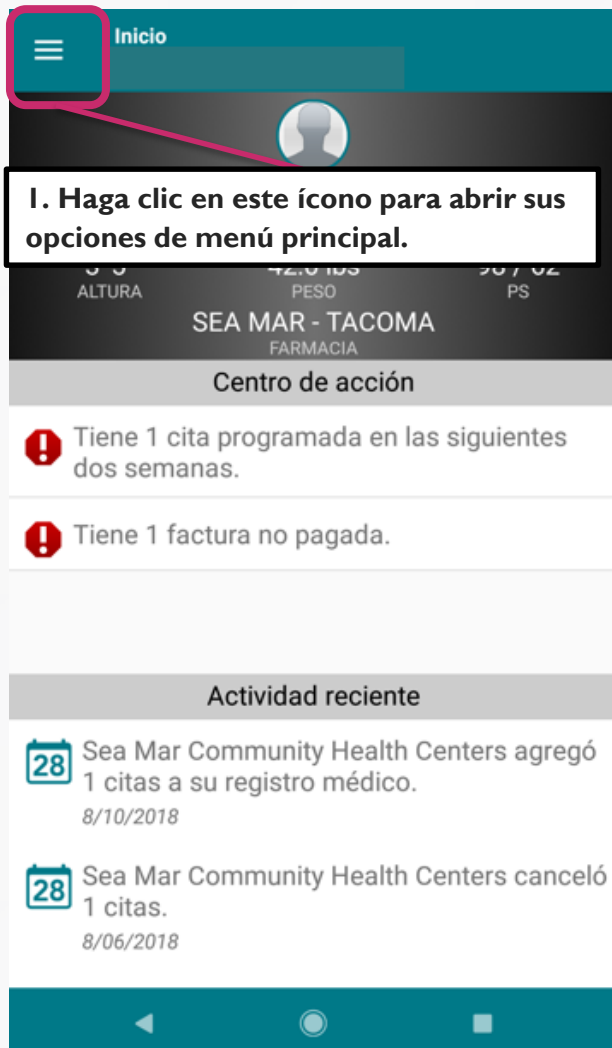 Inicio
1. Haga clic en este ícono para abrir sus
opciones de menú principal.
ALTURA PESO PS
SEA MAR - TACOMA
FARMACIA
Centro de acción
Tiene 1 cita programada en las siguientes
dos semanas.
Tiene 1 factura no pagada.
Actividad reciente
28 Sea Mar Community Health Centers agregó
1 citas a su registro médico.
8/10/2018
28 Sea Mar Community Health Centers canceló
1 citas.
8/06/2018